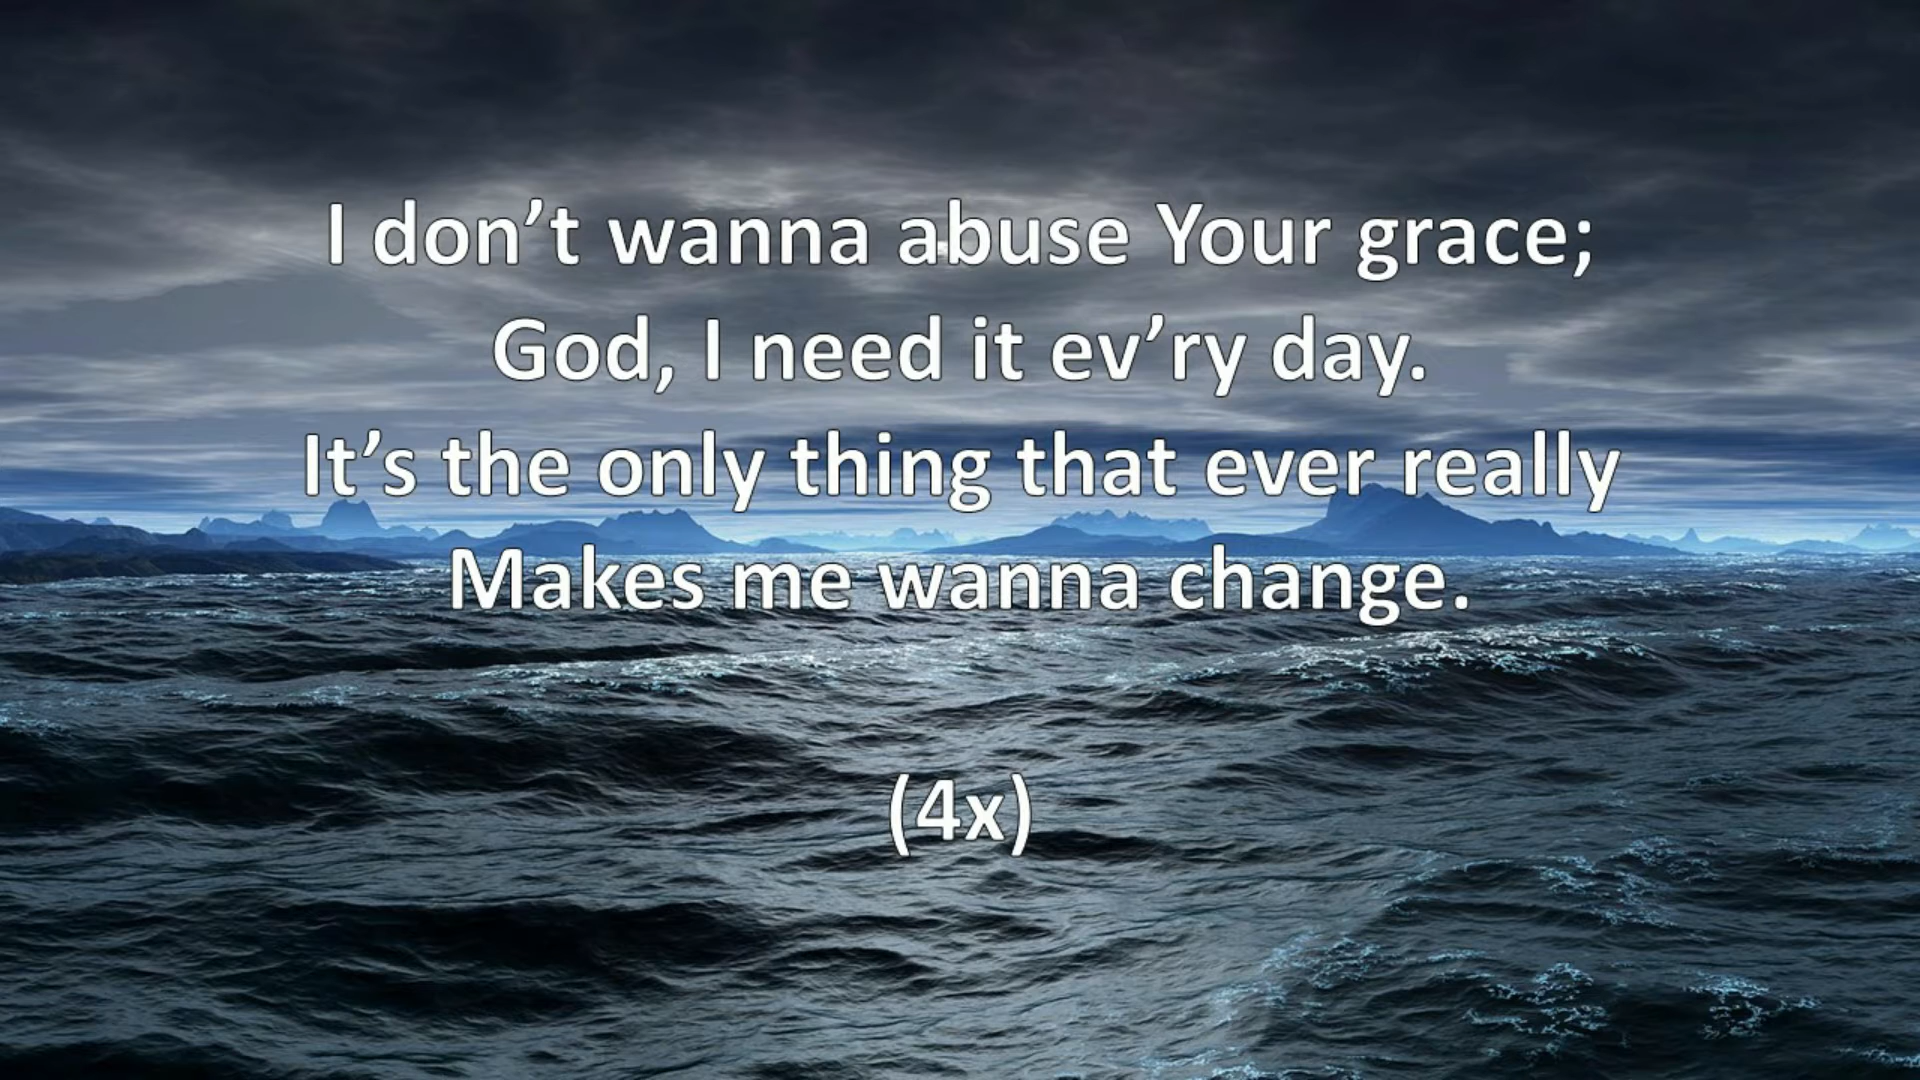 I don’t wanna abuse Your grace;
God, I need it ev’ry day.
It’s the only thing that ever really
Makes me wanna change.
(4x)